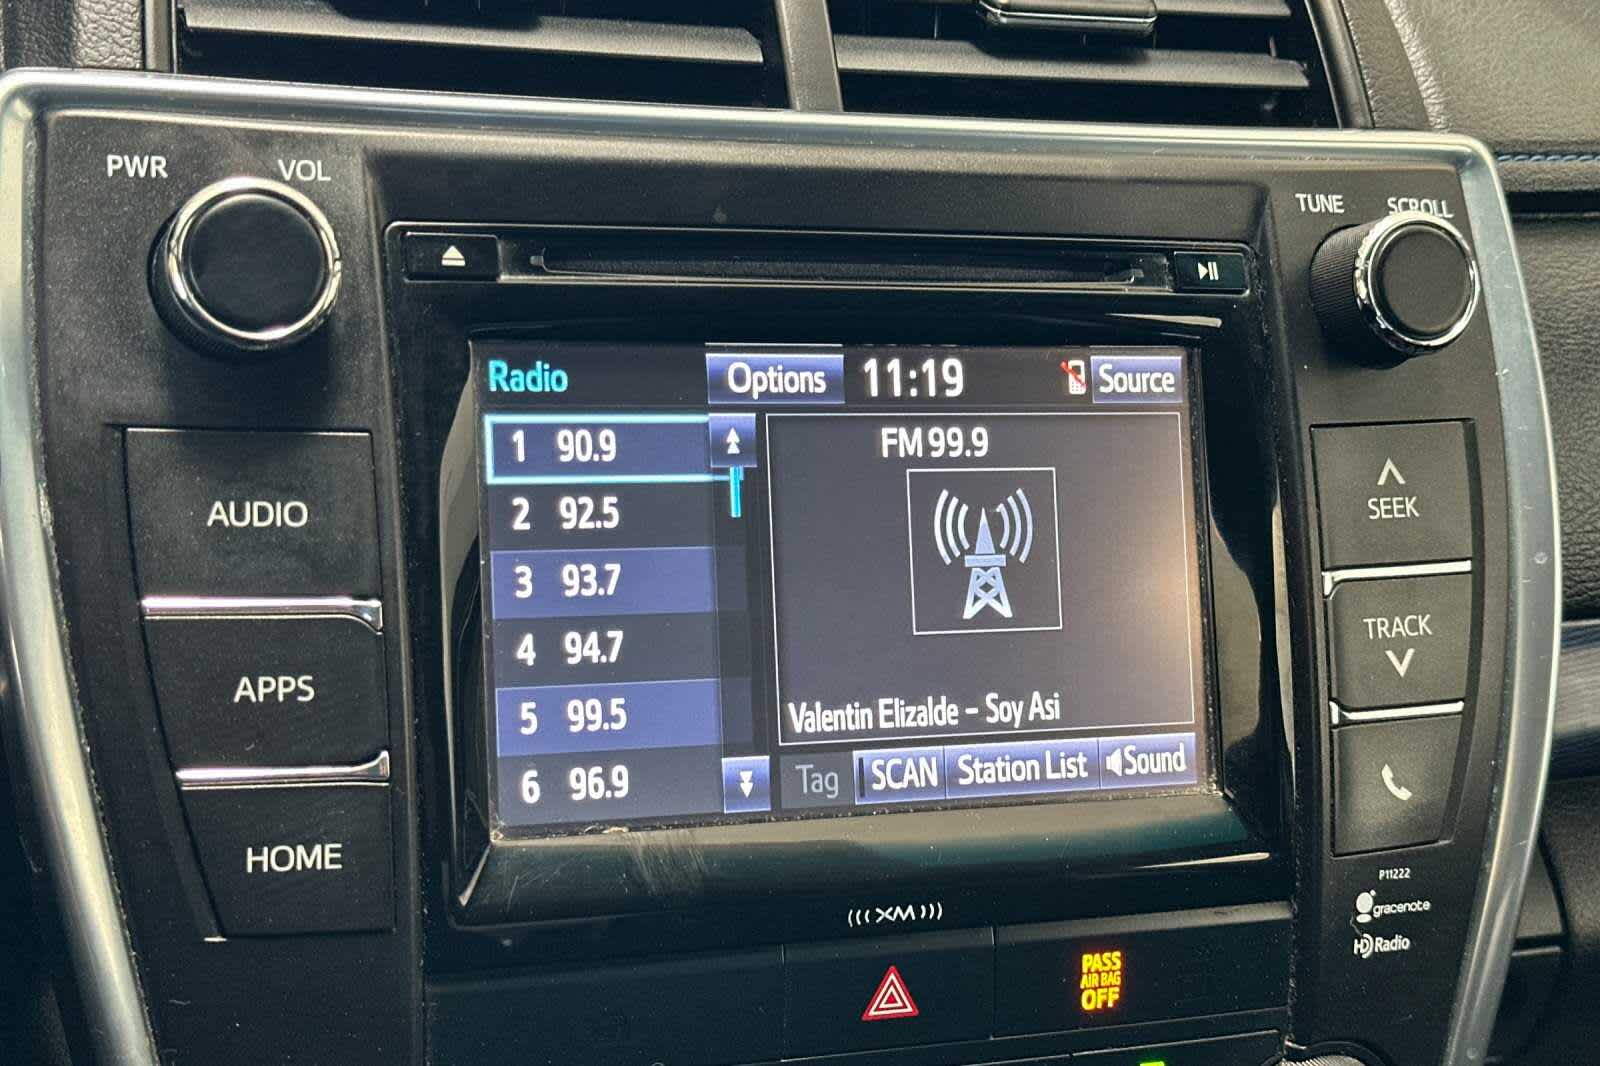 PWR VOL
TUNE SCROLL
Radio Options 11:19 Source
1 90.9
2 92.5
3 93.7
4 94.7
5 99.5
6 96.9
FM 99.9
Valentin Elizalde - Soy Asi
Tag SCAN Station List Sound
AUDIO
APPS
HOME
SEEK
TRACK
P11222
gracenote
HD Radio
((( XM )))
PASS
AIR BAG
OFF